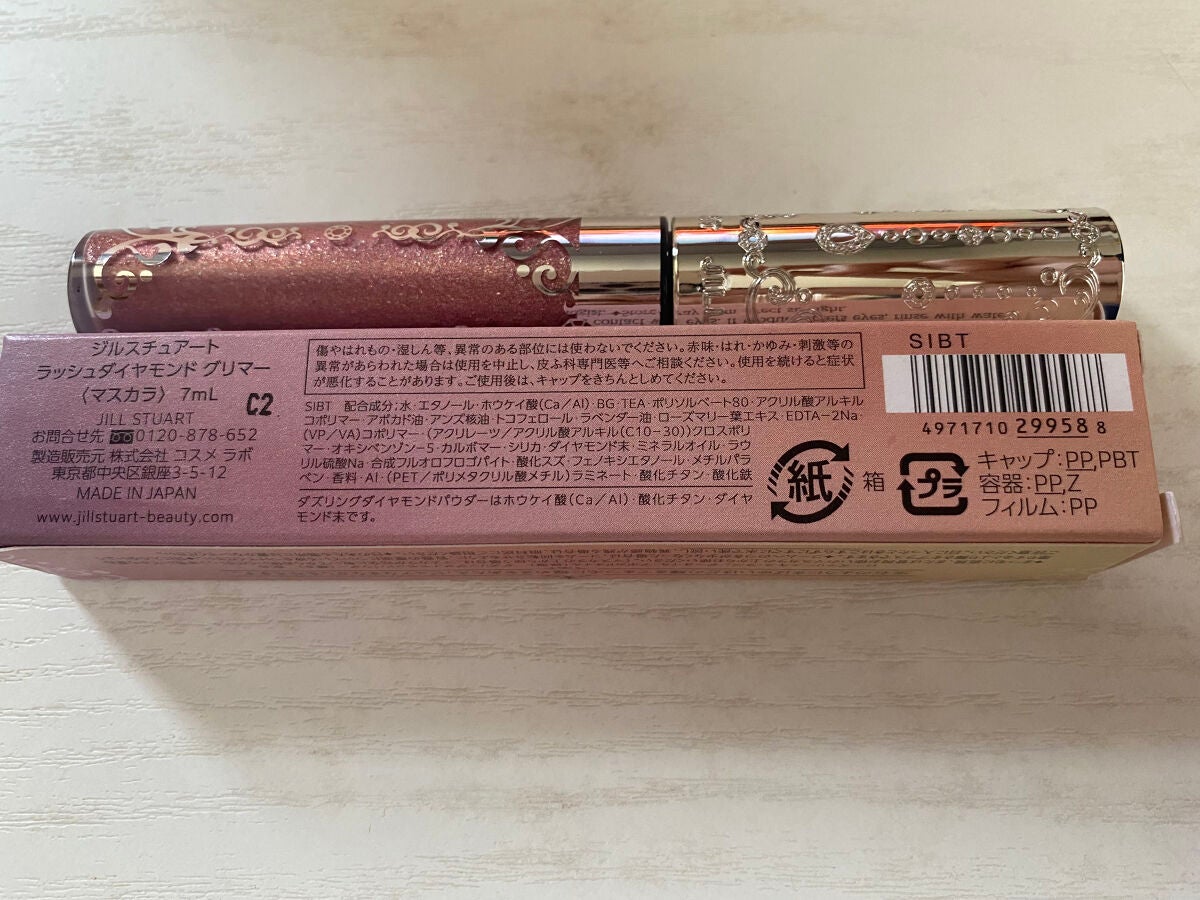 contact with eyes. If product enters eyes, rinse with water
ジルスチュアート
ラッシュダイヤモンド グリマー
〈マスカラ〉 7mL
C2
JILL STUART
お問合せ先 0120-878-652
製造販売元 株式会社 コスメ ラボ
東京都中央区銀座3-5-12
MADE IN JAPAN
www.jillstuart-beauty.com
傷やはれもの・湿しん等、異常のある部位には使わないでください。赤味・はれ・かゆみ・刺激等の
異常があらわれた場合は使用を中止し、皮ふ科専門医等へご相談ください。使用を続けると症状
が悪化することがあります。ご使用後は、キャップをきちんとしめてください。
SIBT 配合成分:水・エタノール・ホウケイ酸(Ca/Al)・BG・TEA・ポリソルベート80・アクリル酸アルキル
コポリマー・アボカド油・アンズ核油・トコフェロール・ラベンダー油・ローズマリー葉エキス・EDTA-2Na・
(VP/VA)コポリマー・(アクリレーツ/アクリル酸アルキル(C10-30))クロスポリ
マー・オキシベンゾン-5・カルボマー・シリカ・ダイヤモンド末・ミネラルオイル・ラウ
リル硫酸Na・合成フルオロフロゴパイト・酸化スズ・フェノキシエタノール・メチルパラ
ベン・香料・Al・(PET/ポリメタクリル酸メチル)ラミネート・酸化チタン・酸化鉄
ダズリングダイヤモンドパウダーはホウケイ酸(Ca/Al)・酸化チタン・ダイヤ
モンド末です。
SIBT
4971710 29958 8
紙 箱
プラ
キャップ:PP,PBT
容器:PP,Z
フィルム:PP